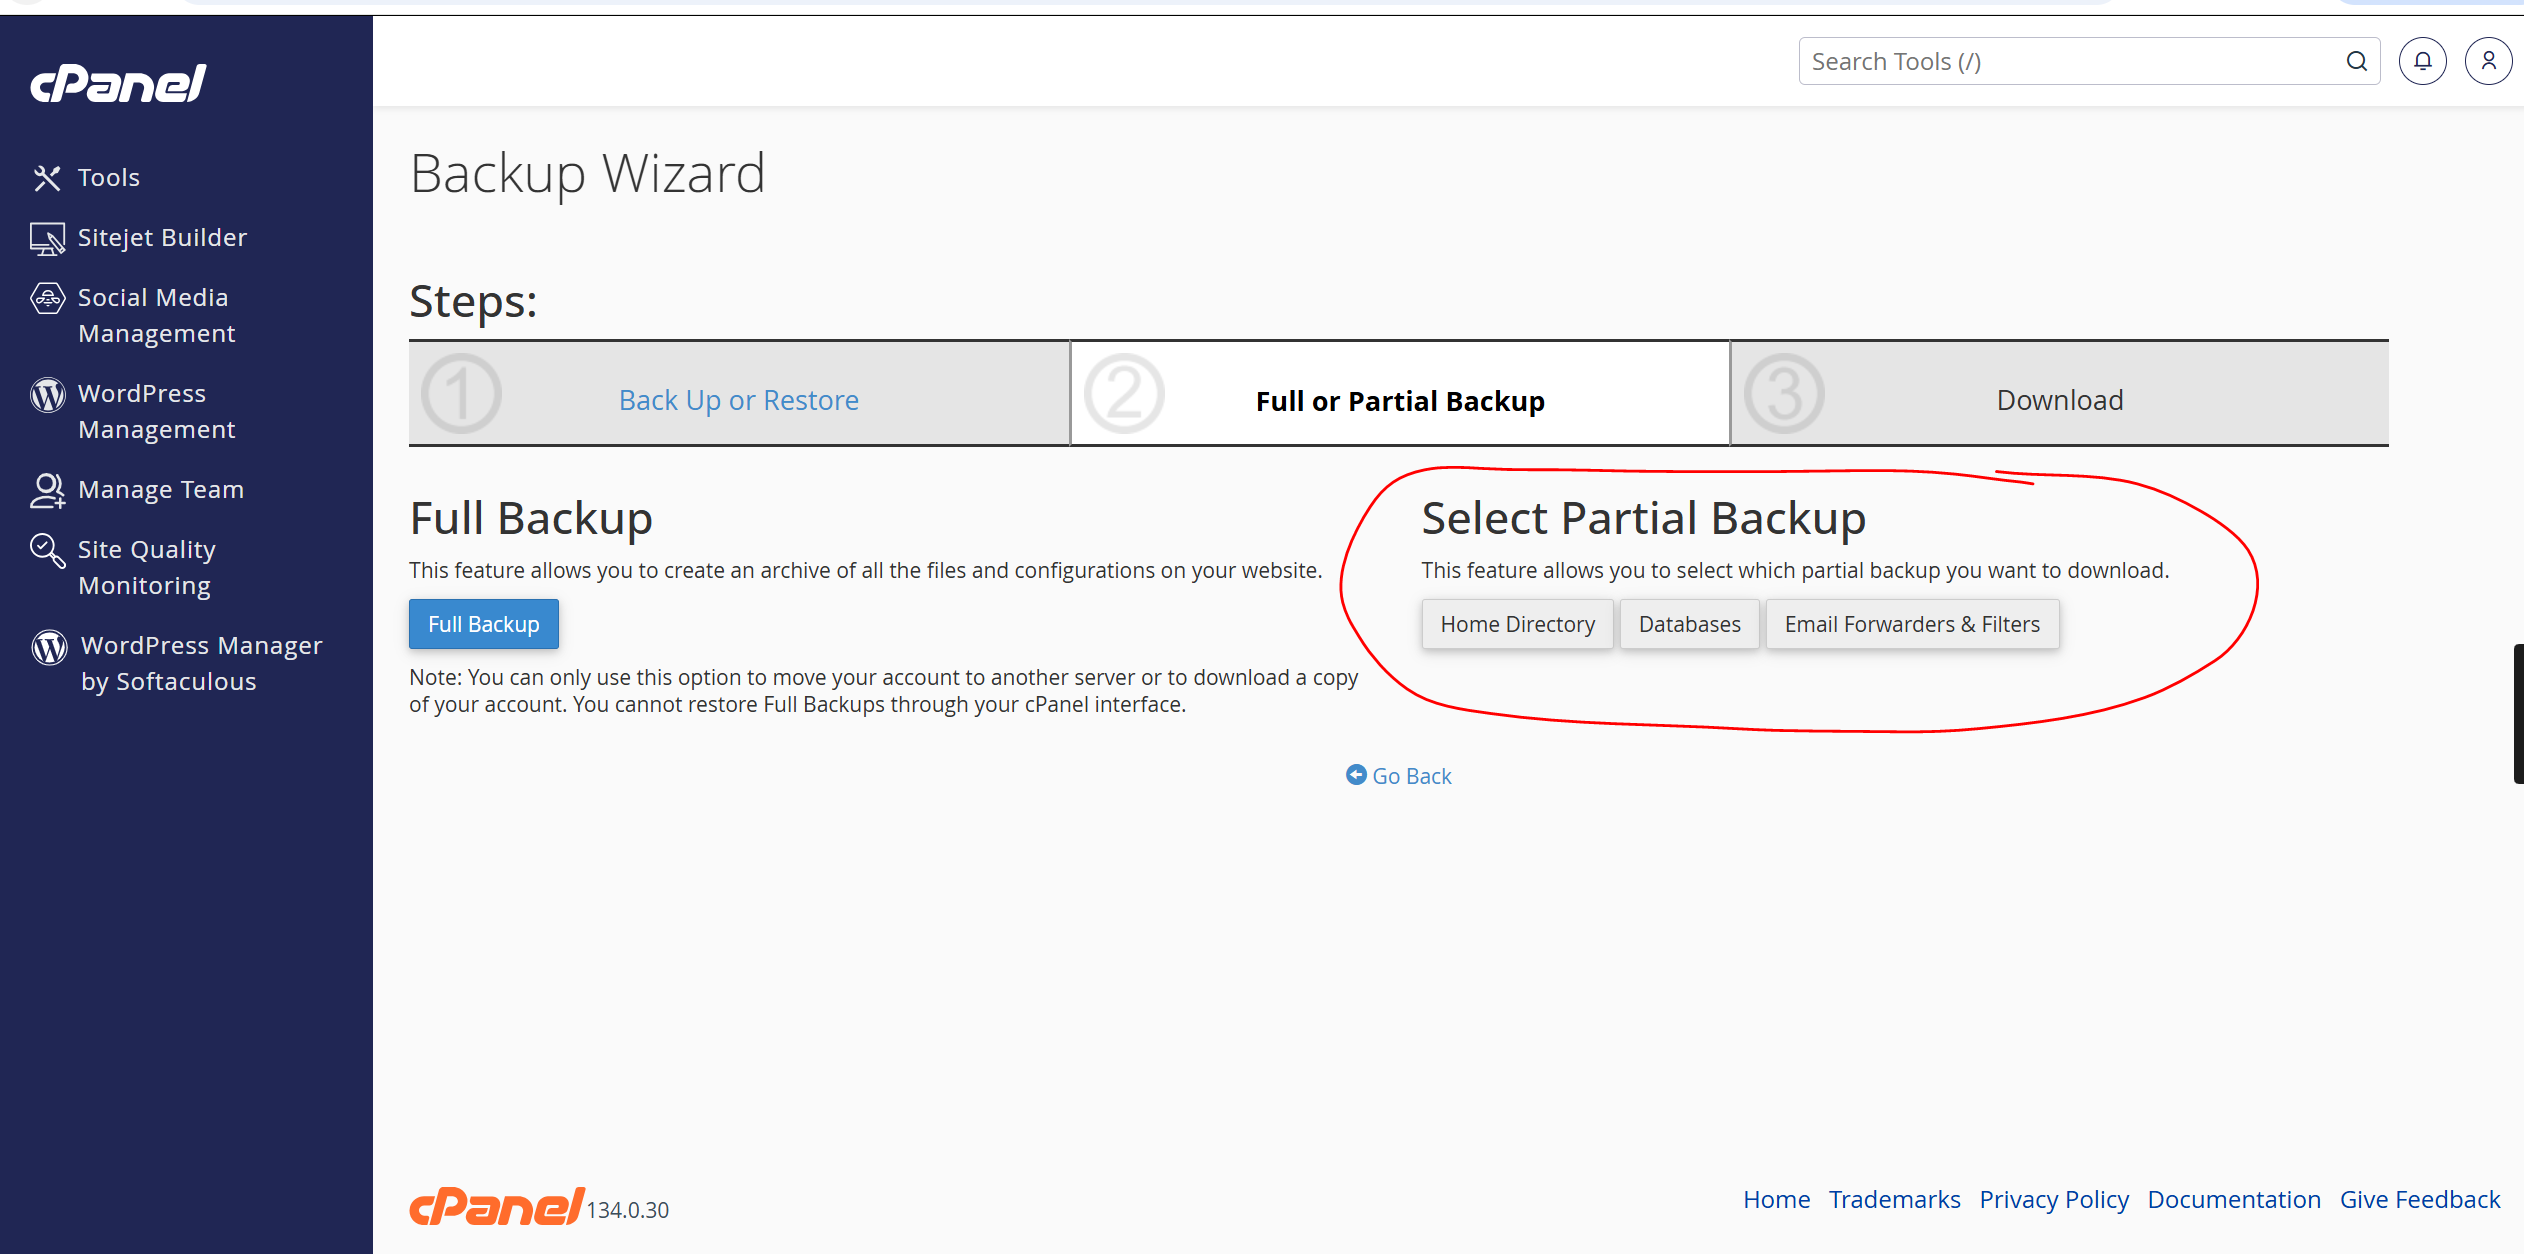 cPanel
Search Tools (/)
Tools
Sitejet Builder
Social Media
Management
WordPress
Management
Manage Team
Site Quality
Monitoring
WordPress Manager
by Softaculous
Backup Wizard
Steps:
1 Back Up or Restore
2 Full or Partial Backup
3 Download
Full Backup
This feature allows you to create an archive of all the files and configurations on your website.
Full Backup
Note: You can only use this option to move your account to another server or to download a copy
of your account. You cannot restore Full Backups through your cPanel interface.
Select Partial Backup
This feature allows you to select which partial backup you want to download.
Home Directory Databases Email Forwarders & Filters
Go Back
cPanel 134.0.30
Home Trademarks Privacy Policy Documentation Give Feedback